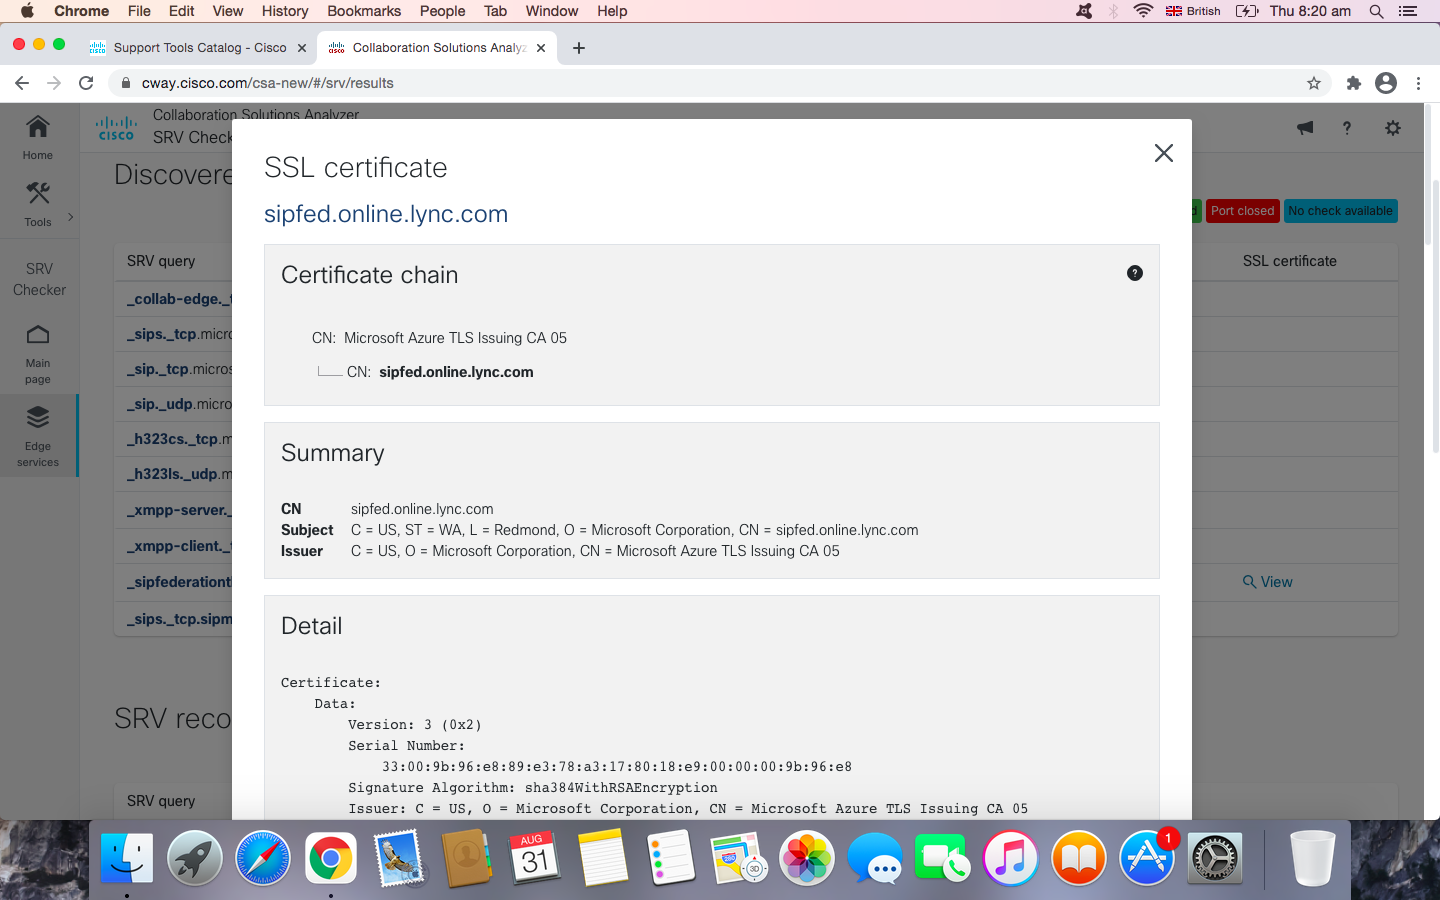 Chrome File Edit View History Bookmarks People Tab Window Help British Thu 8:20 am
Support Tools Catalog - Cisco Collaboration Solutions Analyz
cway.cisco.com/csa-new/#/srv/results
Collaboration Solutions Analyzer
SRV Check
cisco
Home
Tools
SRV
Checker
Main
page
Edge
services
Discovere
d Port closed No check available
SRV query SSL certificate
_collab-edge._t
_sips._tcp.micro
_sip._tcp.micros
_sip._udp.micro
_h323cs._tcp.m
_h323ls._udp.m
_xmpp-server._
_xmpp-client._t
_sipfederationt View
_sips._tcp.sipm
SRV reco
SRV query
SSL certificate
sipfed.online.lync.com
Certificate chain
?
CN: Microsoft Azure TLS Issuing CA 05
CN: sipfed.online.lync.com
Summary
CN sipfed.online.lync.com
Subject C = US, ST = WA, L = Redmond, O = Microsoft Corporation, CN = sipfed.online.lync.com
Issuer C = US, O = Microsoft Corporation, CN = Microsoft Azure TLS Issuing CA 05
Detail
Certificate:
Data:
Version: 3 (0x2)
Serial Number:
33:00:9b:96:e8:89:e3:78:a3:17:80:18:e9:00:00:00:9b:96:e8
Signature Algorithm: sha384WithRSAEncryption
Issuer: C = US, O = Microsoft Corporation, CN = Microsoft Azure TLS Issuing CA 05
AUG
31
280
3D
1